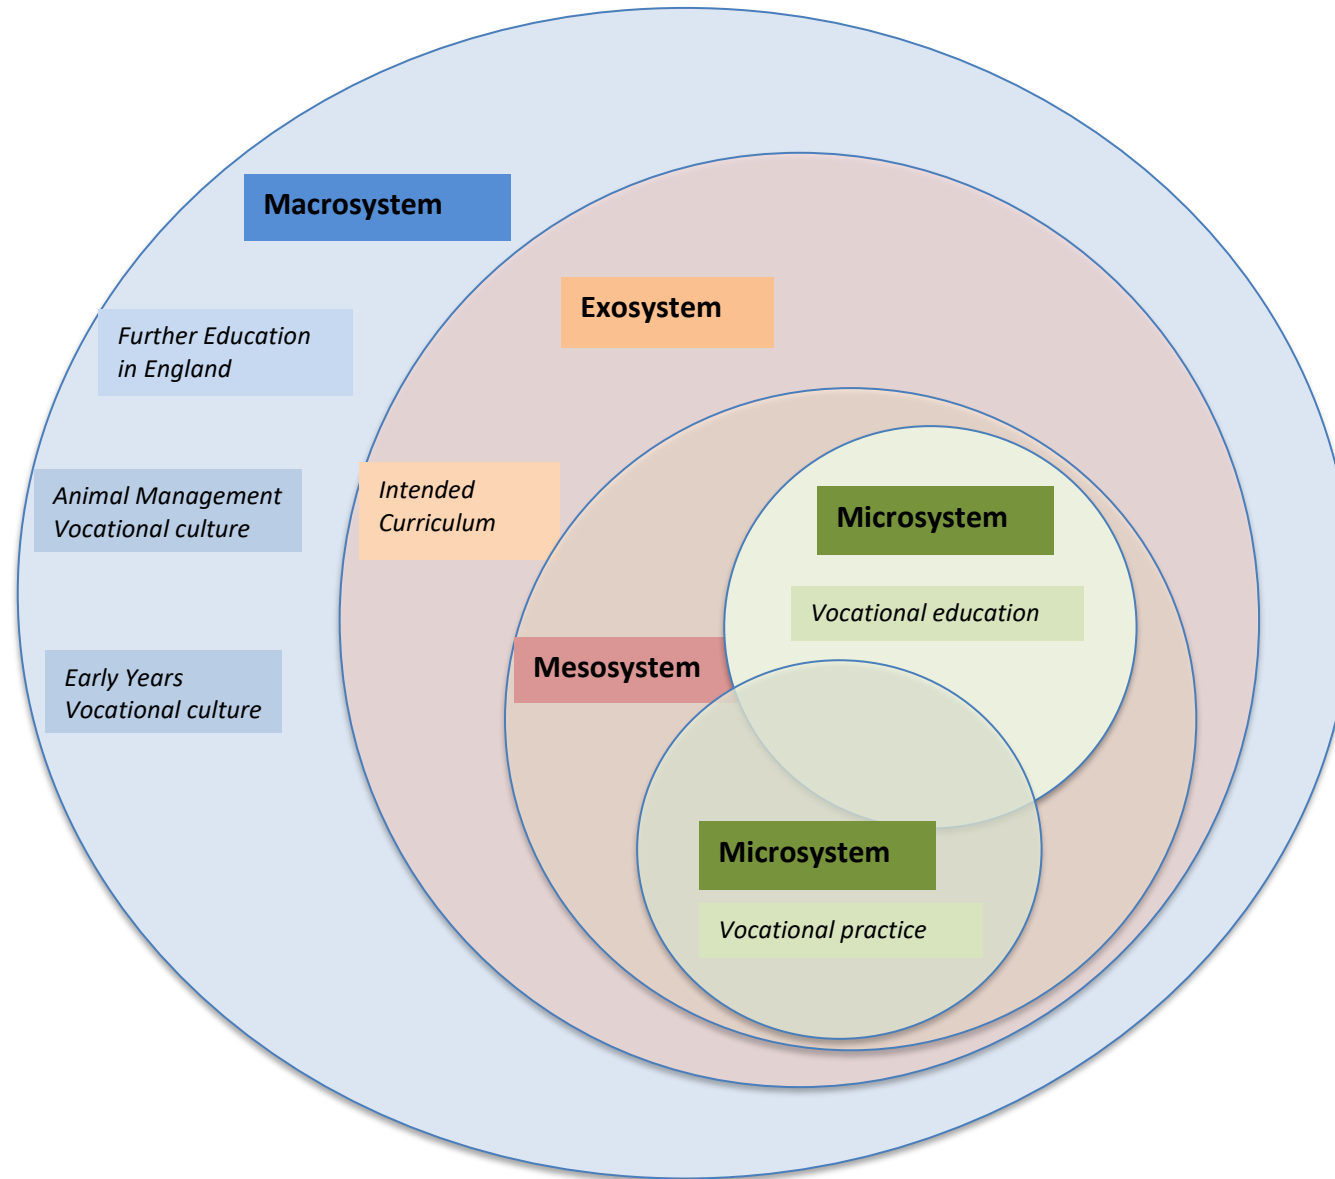 Macrosystem
Exosystem
Further Education
in England
Animal Management
Vocational culture
Intended
Curriculum
Microsystem
Vocational education
Mesosystem
Early Years
Vocational culture
Microsystem
Vocational practice